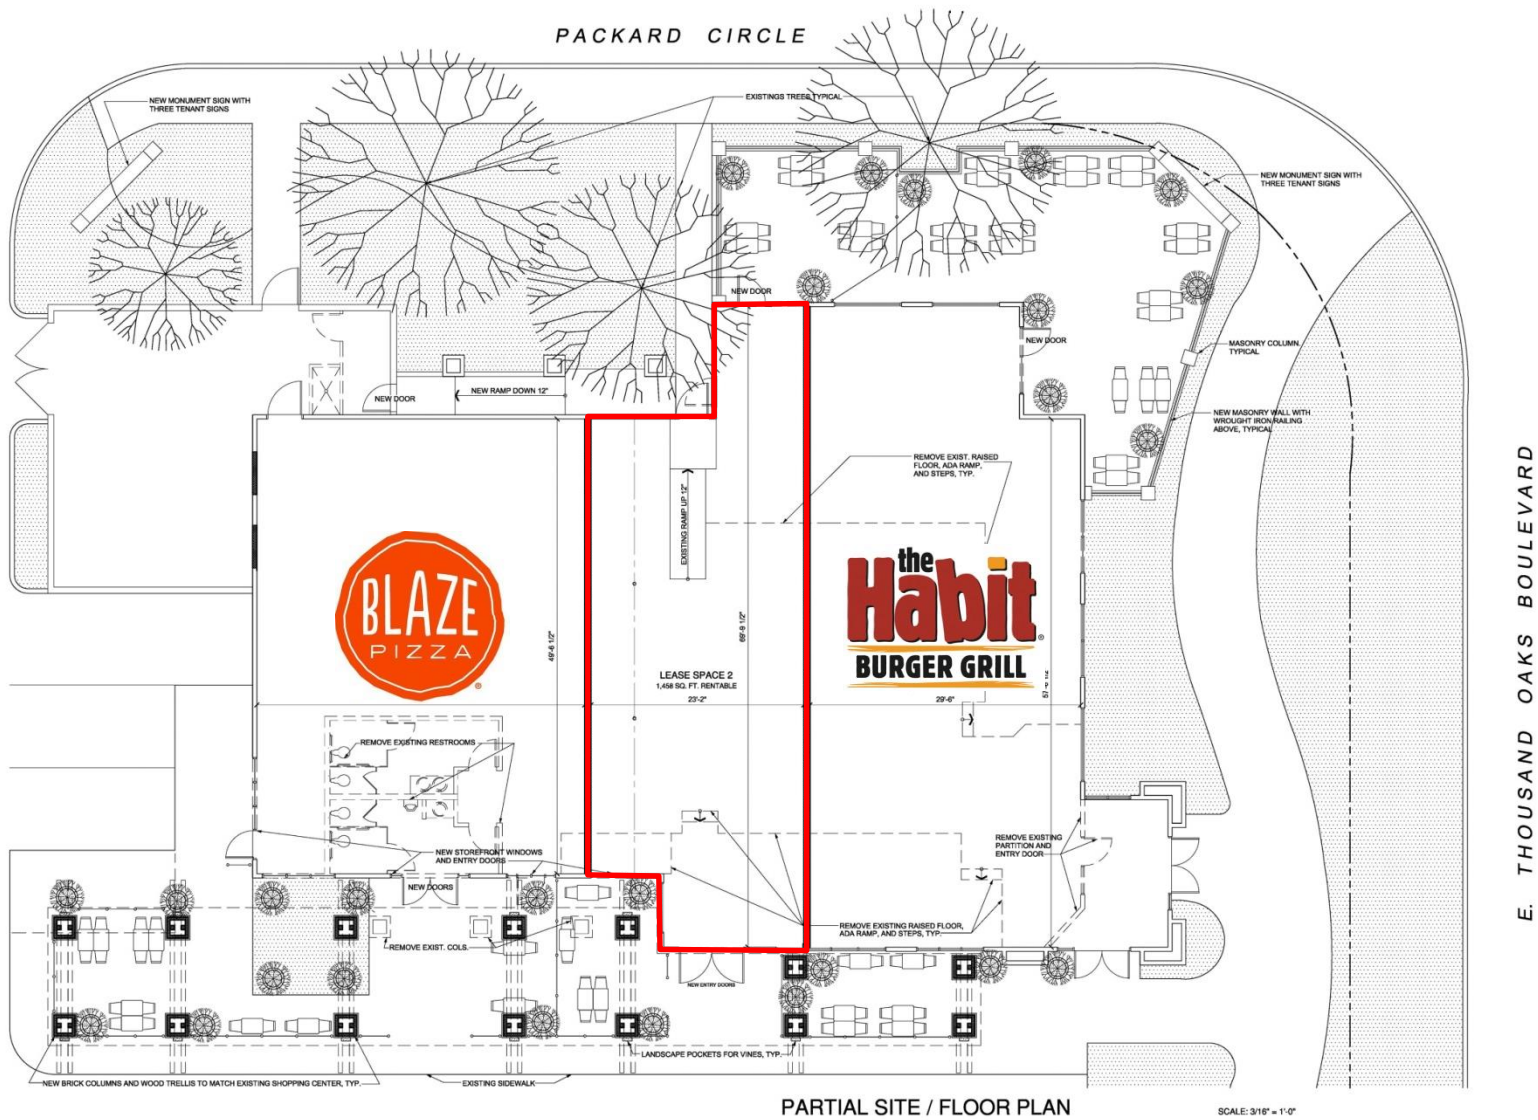 PACKARD CIRCLE
NEW MONUMENT SIGN WITH
THREE TENANT SIGNS
EXISTINGS TREES TYPICAL
NEW MONUMENT SIGN WITH
THREE TENANT SIGNS
NEW DOOR
NEW DOOR
MASONRY COLUMN
TYPICAL
NEW RAMP DOWN 12"
NEW DOOR
NEW MASONRY WALL WITH
WROUGHT IRON RAILING
ABOVE, TYPICAL
REMOVE EXIST. RAISED
FLOOR, ADA RAMP,
AND STEPS, TYP.
EXISTING RAMP UP 12"
E. THOUSAND OAKS BOULEVARD
BLAZE
PIZZA
®
the
Habit
®
BURGER GRILL
49'-6 1/2"
69'-9 1/2"
LEASE SPACE 2
1,458 SQ. FT. RENTABLE
23'-2"
29'-6"
REMOVE EXISTING RESTROOMS
NEW STOREFRONT WINDOWS
AND ENTRY DOORS
REMOVE EXISTING
PARTITION AND
ENTRY DOOR
NEW DOORS
REMOVE EXIST. COLS.
REMOVE EXISTING RAISED FLOOR,
ADA RAMP, AND STEPS, TYP.
NEW ENTRY DOORS
LANDSCAPE POCKETS FOR VINES, TYP.
NEW BRICK COLUMNS AND WOOD TRELLIS TO MATCH EXISTING SHOPPING CENTER, TYP.
EXISTING SIDEWALK
PARTIAL SITE / FLOOR PLAN
SCALE: 3/16" = 1'-0"